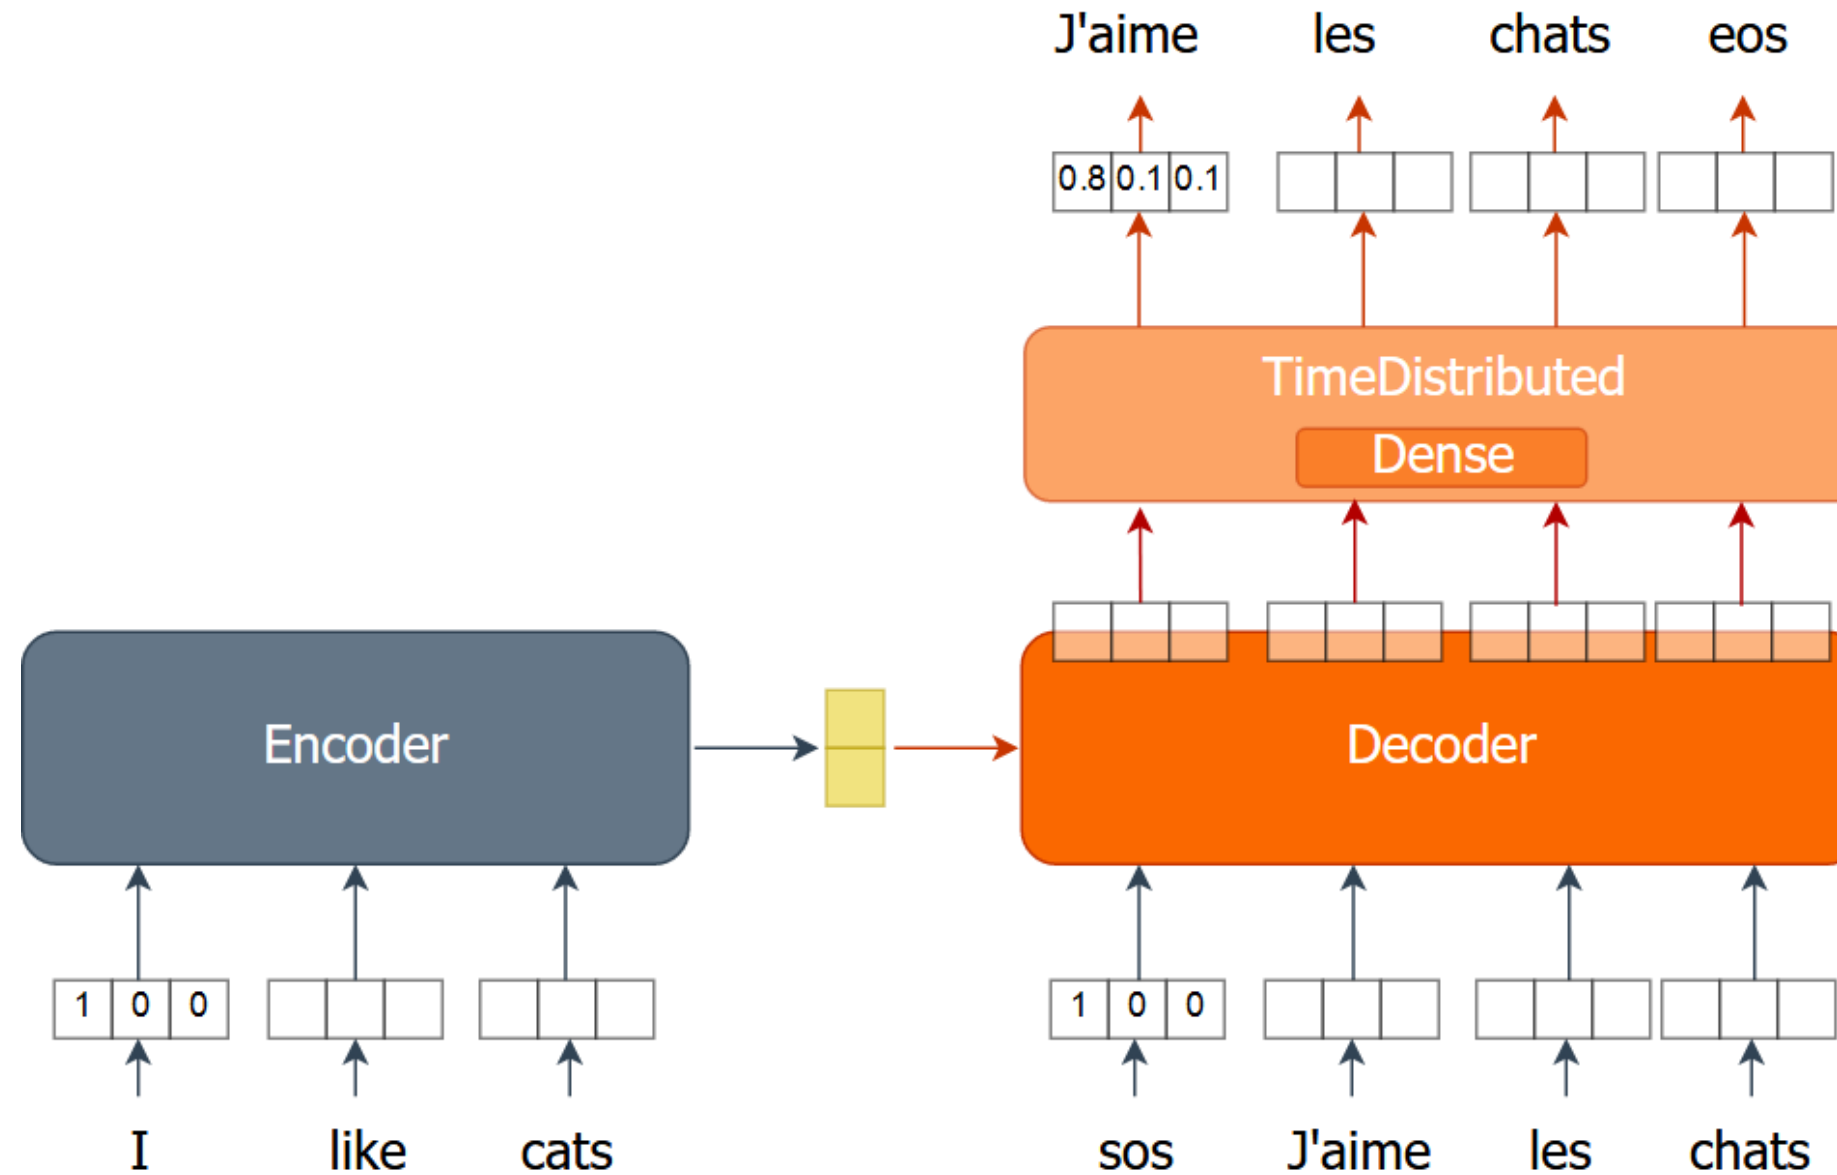 J'aime les chats eos
0.8 0.1 0.1
TimeDistributed
Dense
Encoder
Decoder
1 0 0
1 0 0
I like cats
sos J'aime les chats